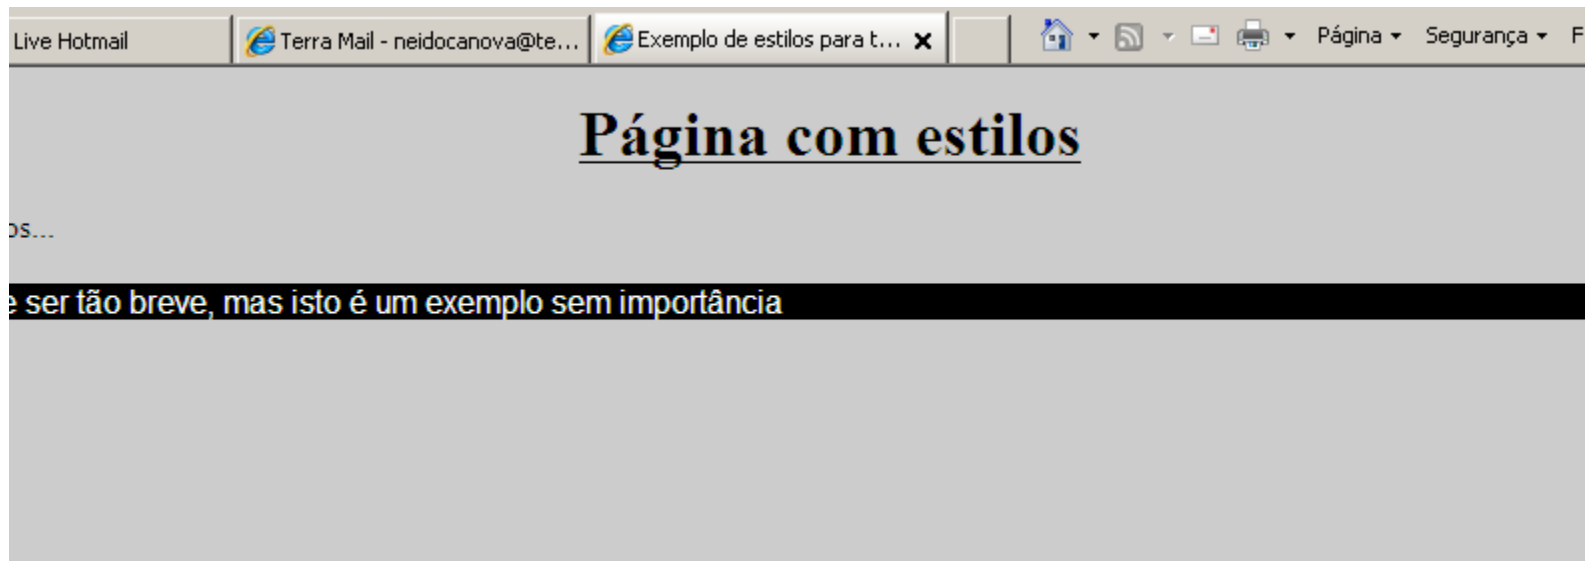 Live Hotmail Terra Mail - neidocanova@te... Exemplo de estilos para t... Página Segurança F
Página com estilos
os...
e ser tão breve, mas isto é um exemplo sem importância